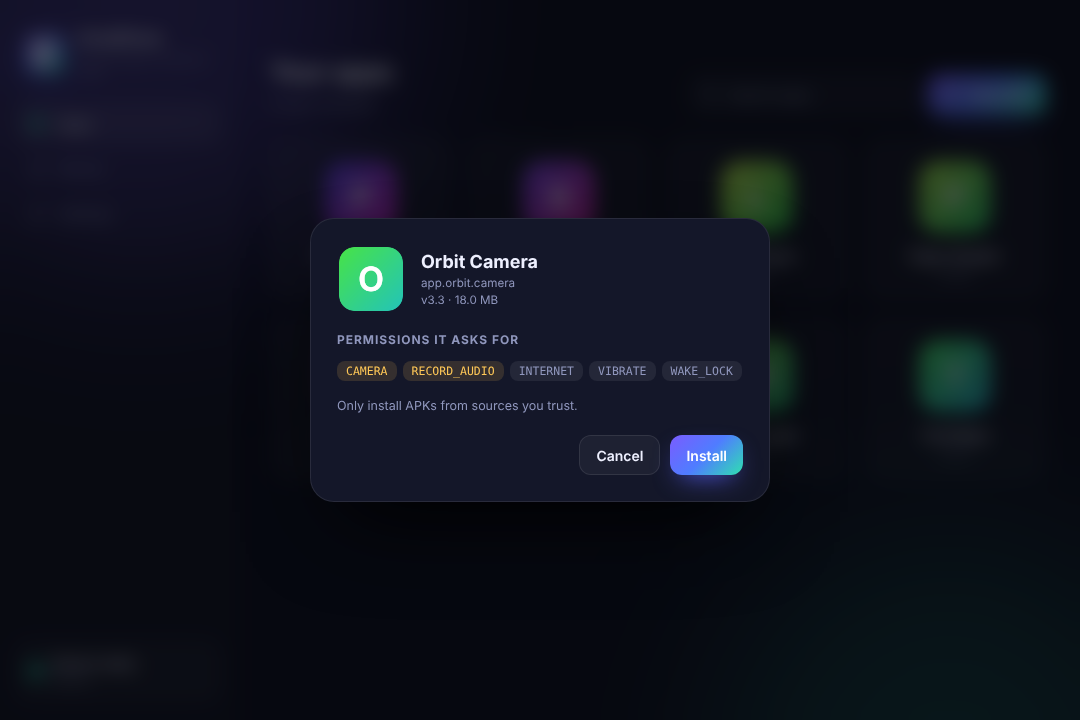 O
Orbit Camera
app.orbit.camera
v3.3 · 18.0 MB
PERMISSIONS IT ASKS FOR
CAMERA RECORD_AUDIO INTERNET VIBRATE WAKE_LOCK
Only install APKs from sources you trust.
Cancel Install